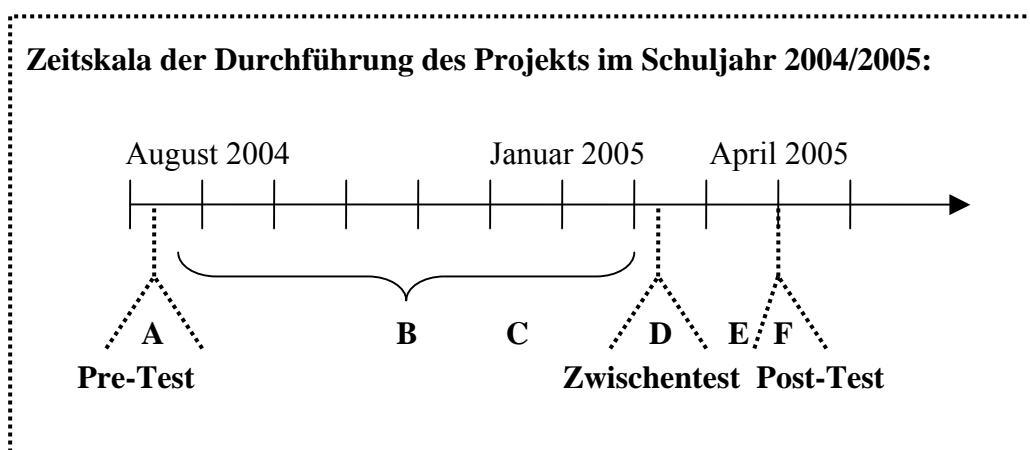 Zeitskala der Durchführung des Projekts im Schuljahr 2004/2005:
August 2004 Januar 2005 April 2005
A B C D E F
Pre-Test Zwischentest Post-Test